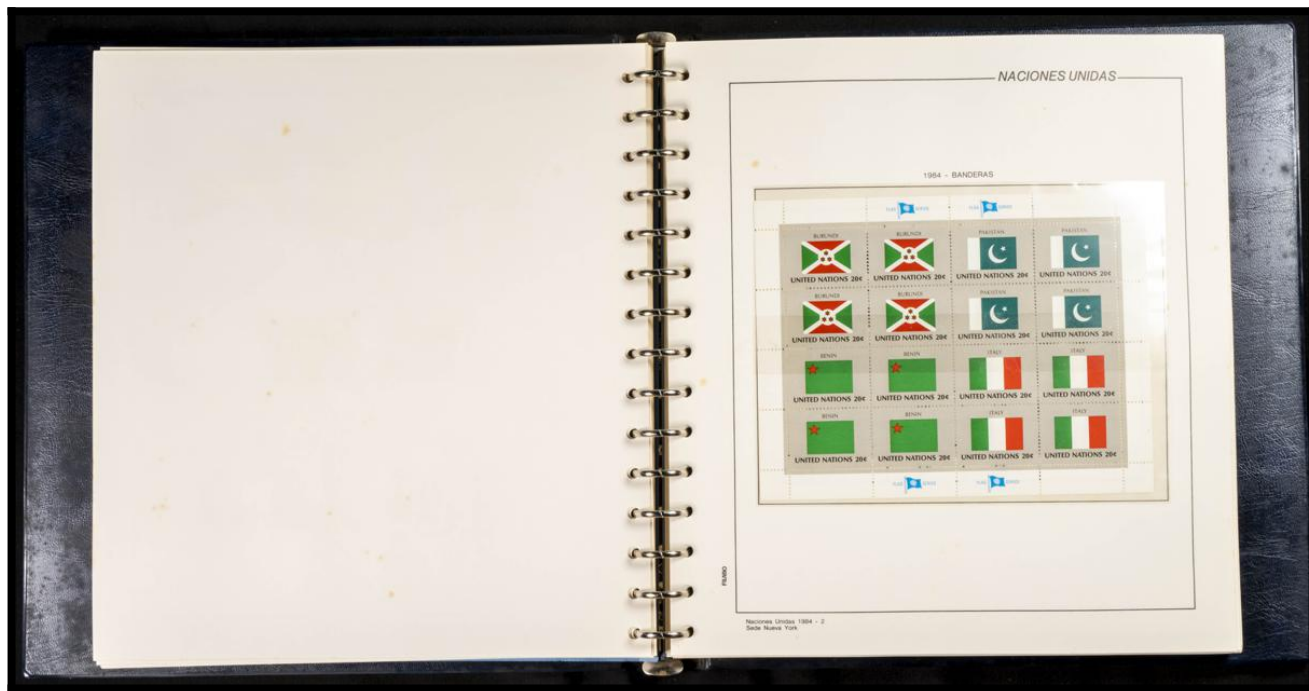 NACIONES UNIDAS
1984 - BANDERAS
BURUNDI BURUNDI PAKISTAN PAKISTAN
UNITED NATIONS 20¢ UNITED NATIONS 20¢ UNITED NATIONS 20¢ UNITED NATIONS 20¢
BURUNDI BURUNDI PAKISTAN PAKISTAN
UNITED NATIONS 20¢ UNITED NATIONS 20¢ UNITED NATIONS 20¢ UNITED NATIONS 20¢
BENIN BENIN ITALY ITALY
UNITED NATIONS 20¢ UNITED NATIONS 20¢ UNITED NATIONS 20¢ UNITED NATIONS 20¢
BENIN BENIN ITALY ITALY
UNITED NATIONS 20¢ UNITED NATIONS 20¢ UNITED NATIONS 20¢ UNITED NATIONS 20¢
FILABO
Naciones Unidas 1984 - 2
Sede Nueva York